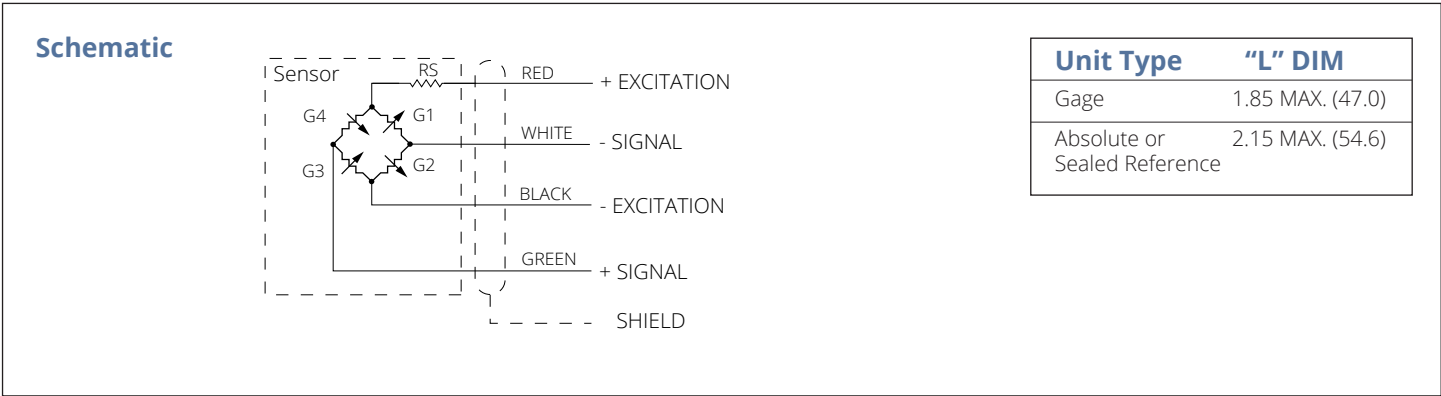 Schematic
Sensor
RS
RED
+ EXCITATION
G4
G1
WHITE
- SIGNAL
G3
G2
BLACK
- EXCITATION
GREEN
+ SIGNAL
SHIELD
Unit Type “L” DIM
Gage 1.85 MAX. (47.0)
Absolute or 2.15 MAX. (54.6)
Sealed Reference